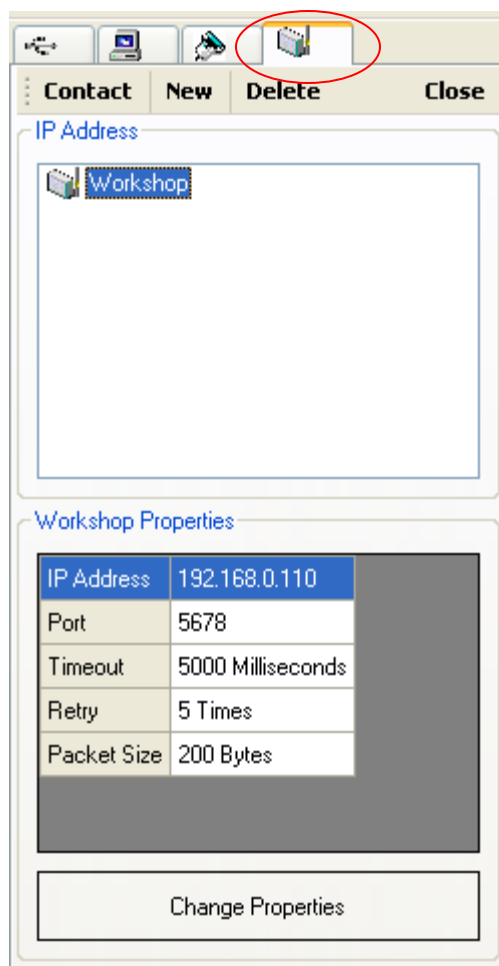 Contact New Delete Close
IP Address
Workshop
Workshop Properties
IP Address 192.168.0.110
Port 5678
Timeout 5000 Milliseconds
Retry 5 Times
Packet Size 200 Bytes
Change Properties